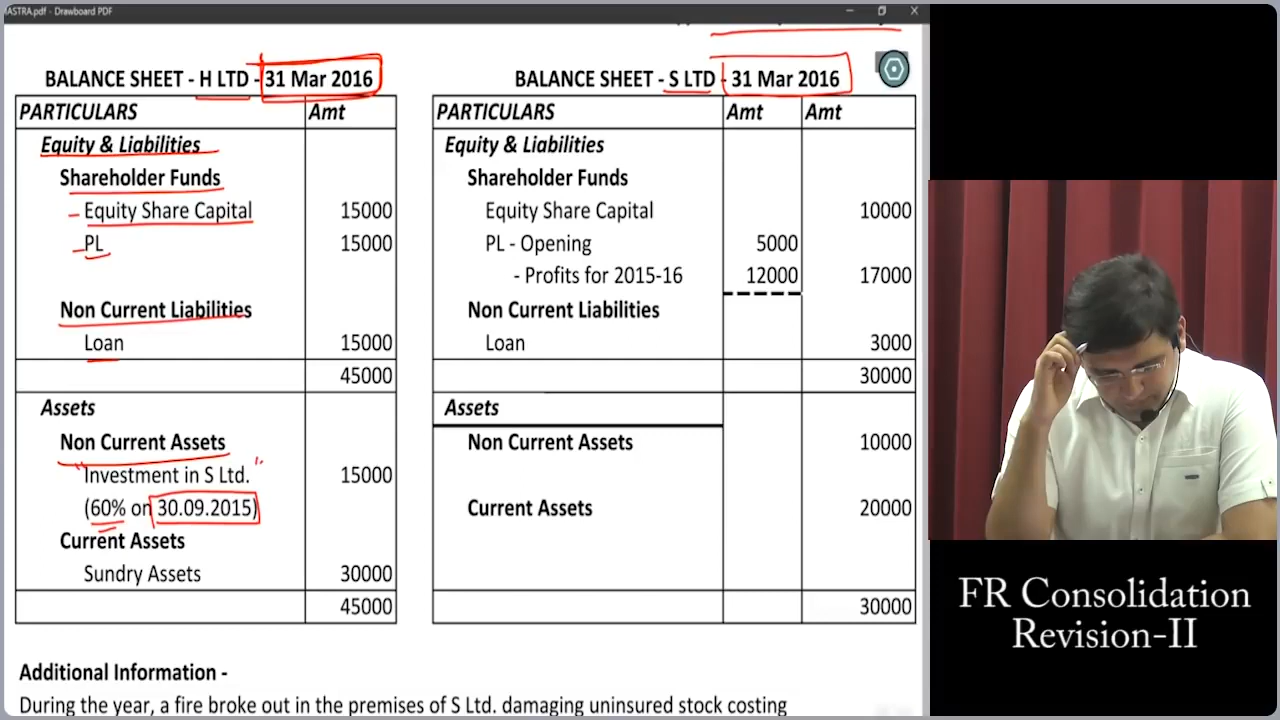 ASTRA.pdf - Drawboard PDF
BALANCE SHEET - H LTD - 31 Mar 2016
PARTICULARS Amt
Equity & Liabilities
Shareholder Funds
Equity Share Capital 15000
PL 15000
Non Current Liabilities
Loan 15000
45000
Assets
Non Current Assets
"Investment in S Ltd." 15000
(60% on 30.09.2015)
Current Assets
Sundry Assets 30000
45000
BALANCE SHEET - S LTD - 31 Mar 2016
PARTICULARS Amt Amt
Equity & Liabilities
Shareholder Funds
Equity Share Capital 10000
PL - Opening 5000
- Profits for 2015-16 12000 17000
Non Current Liabilities
Loan 3000
30000
Assets
Non Current Assets 10000
Current Assets 20000
30000
Additional Information -
During the year, a fire broke out in the premises of S Ltd. damaging uninsured stock costing
FR Consolidation
Revision-II